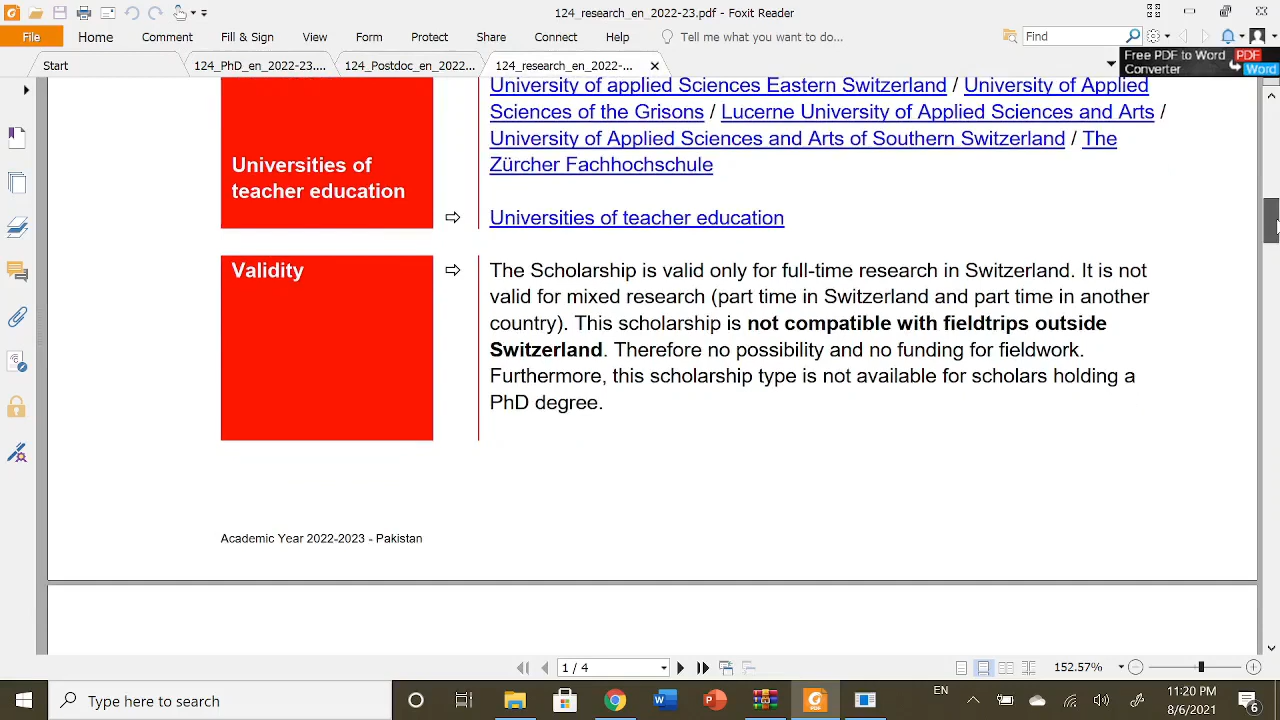 124_research_en_2022-23.pdf - Foxit Reader
File Home Comment Fill & Sign View Form Protect Share Connect Help Tell me what you want to do... Find
Start 124_PhD_en_2022-23.... 124_Postdoc_en_2022... 12 search_en_2022-...
Free PDF to Word PDF
Converter Word
University of applied Sciences Eastern Switzerland / University of Applied
Sciences of the Grisons / Lucerne University of Applied Sciences and Arts /
University of Applied Sciences and Arts of Southern Switzerland / The
Zürcher Fachhochschule
Universities of
teacher education
⇨ Universities of teacher education
Validity
⇨ The Scholarship is valid only for full-time research in Switzerland. It is not
valid for mixed research (part time in Switzerland and part time in another
country). This scholarship is not compatible with fieldtrips outside
Switzerland. Therefore no possibility and no funding for fieldwork.
Furthermore, this scholarship type is not available for scholars holding a
PhD degree.
Academic Year 2022-2023 - Pakistan
1 / 4 152.57%
Type here to search
EN
11:20 PM
8/6/2021
6